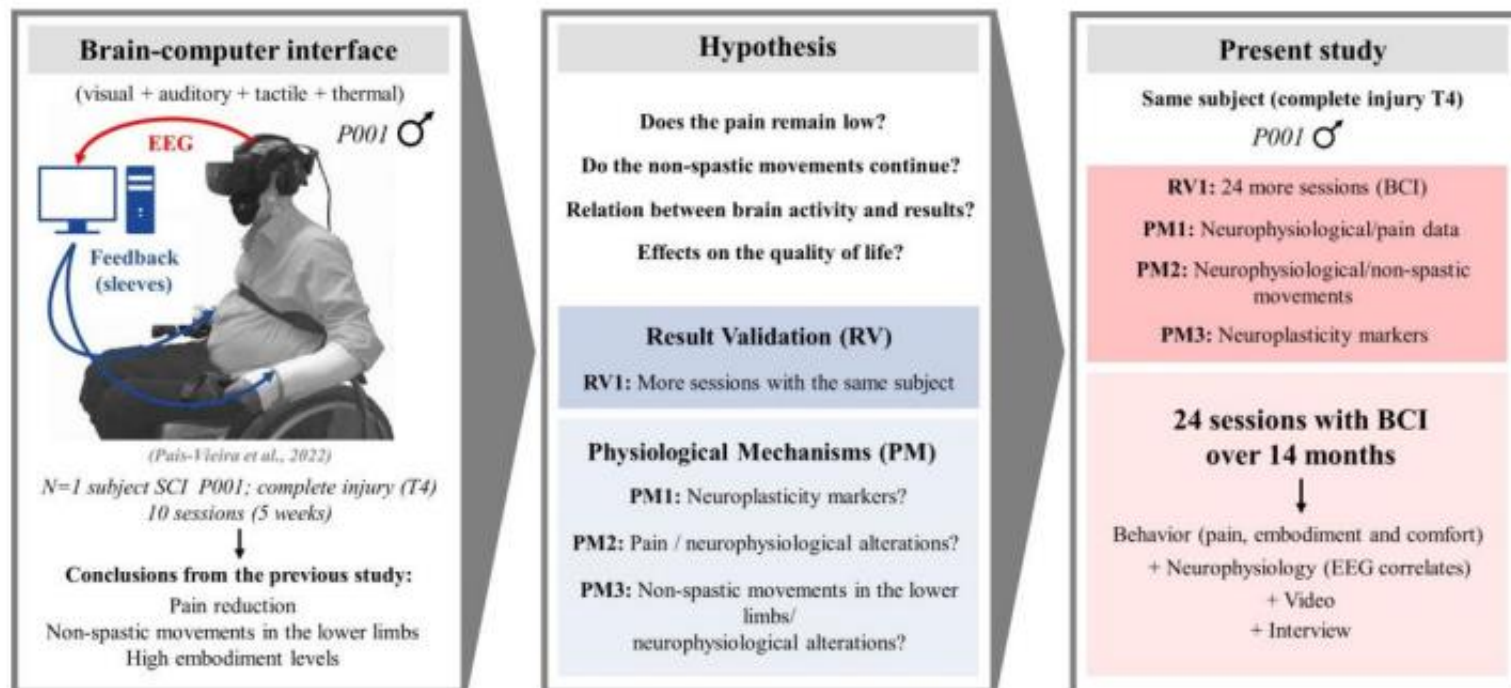 Brain-computer interface
(visual + auditory + tactile + thermal)
P001 ♂
EEG
Feedback
(sleeves)
(Pais-Vieira et al., 2022)
N=1 subject SCI P001; complete injury (T4)
10 sessions (5 weeks)
Conclusions from the previous study:
Pain reduction
Non-spastic movements in the lower limbs
High embodiment levels
Hypothesis
Does the pain remain low?
Do the non-spastic movements continue?
Relation between brain activity and results?
Effects on the quality of life?
Result Validation (RV)
RV1: More sessions with the same subject
Physiological Mechanisms (PM)
PM1: Neuroplasticity markers?
PM2: Pain / neurophysiological alterations?
PM3: Non-spastic movements in the lower
limbs/
neurophysiological alterations?
Present study
Same subject (complete injury T4)
P001 ♂
RV1: 24 more sessions (BCI)
PM1: Neurophysiological/pain data
PM2: Neurophysiological/non-spastic
movements
PM3: Neuroplasticity markers
24 sessions with BCI
over 14 months
Behavior (pain, embodiment and comfort)
+ Neurophysiology (EEG correlates)
+ Video
+ Interview